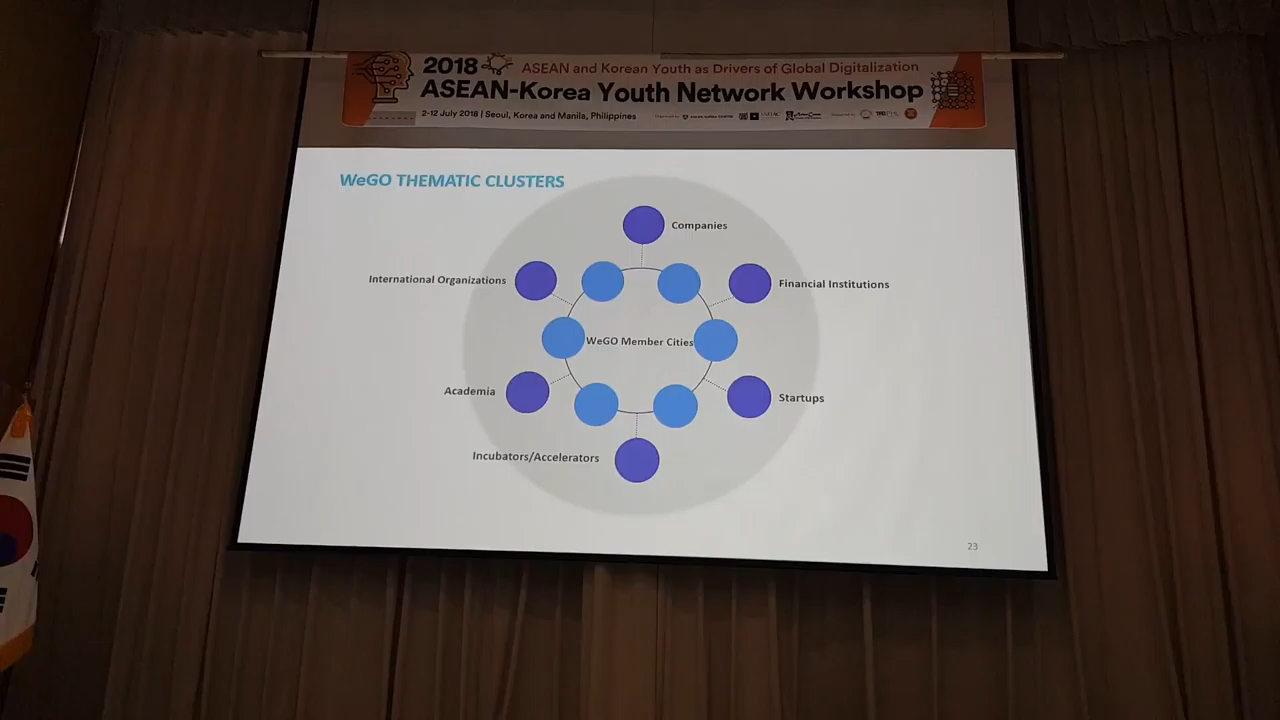 2018
ASEAN and Korean Youth as Drivers of Global Digitalization
ASEAN-Korea Youth Network Workshop
2-12 July 2018 | Seoul, Korea and Manila, Philippines
WeGO THEMATIC CLUSTERS
Companies
International Organizations
Financial Institutions
WeGO Member Cities
Academia
Startups
Incubators/Accelerators
23